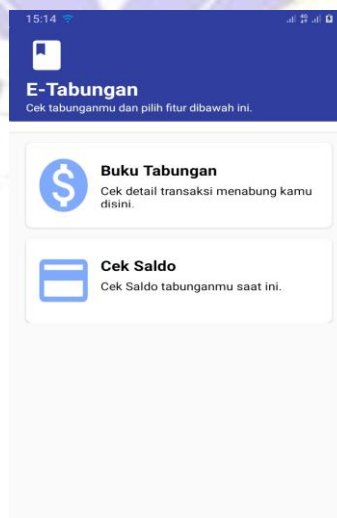 15:14
E-Tabungan
Cek tabunganmu dan pilih fitur dibawah ini.
Buku Tabungan
Cek detail transaksi menabung kamu
disini.
Cek Saldo
Cek Saldo tabunganmu saat ini.